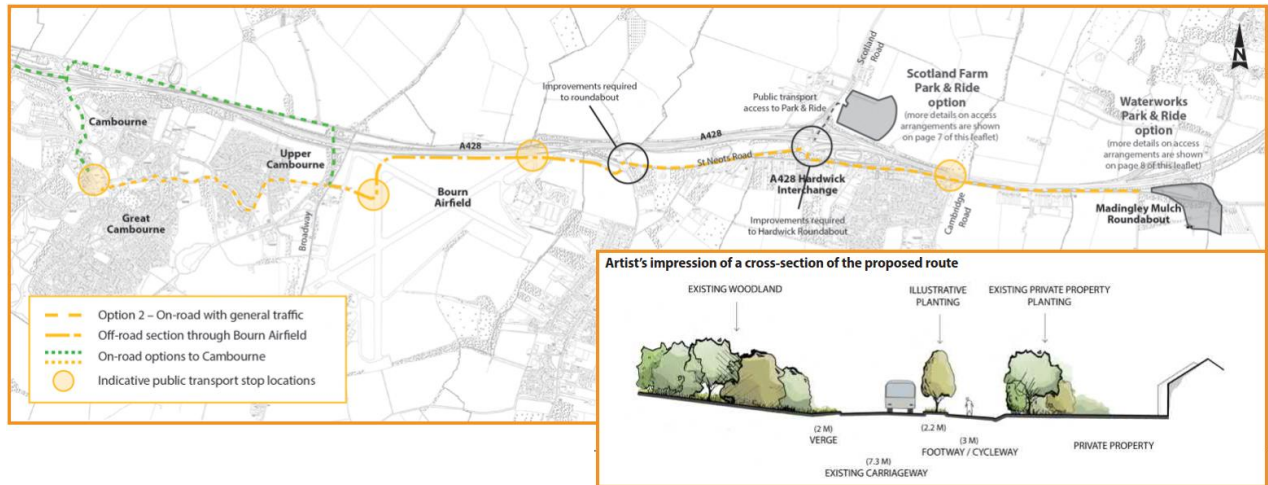 Cambourne
Great
Cambourne
Upper
Cambourne
Broadway
A428
Bourn
Airfield
Improvements required
to roundabout
A428
St Neots Road
Public transport
access to Park & Ride
Scotland
Road
Scotland Farm
Park & Ride
option
(more details on access
arrangements are shown
on page 7 of this leaflet)
A428 Hardwick
Interchange
Improvements required
to Hardwick Roundabout
Cambridge
Road
Waterworks
Park & Ride
option
(more details on access
arrangements are shown
on page 8 of this leaflet)
Madingley Mulch
Roundabout
N
Option 2 – On-road with general traffic
Off-road section through Bourn Airfield
On-road options to Cambourne
Indicative public transport stop locations
Artist's impression of a cross-section of the proposed route
EXISTING WOODLAND
ILLUSTRATIVE
PLANTING
EXISTING PRIVATE PROPERTY
PLANTING
(2 M)
VERGE
(7.3 M)
EXISTING CARRIAGEWAY
(2.2 M)
(3 M)
FOOTWAY / CYCLEWAY
PRIVATE PROPERTY